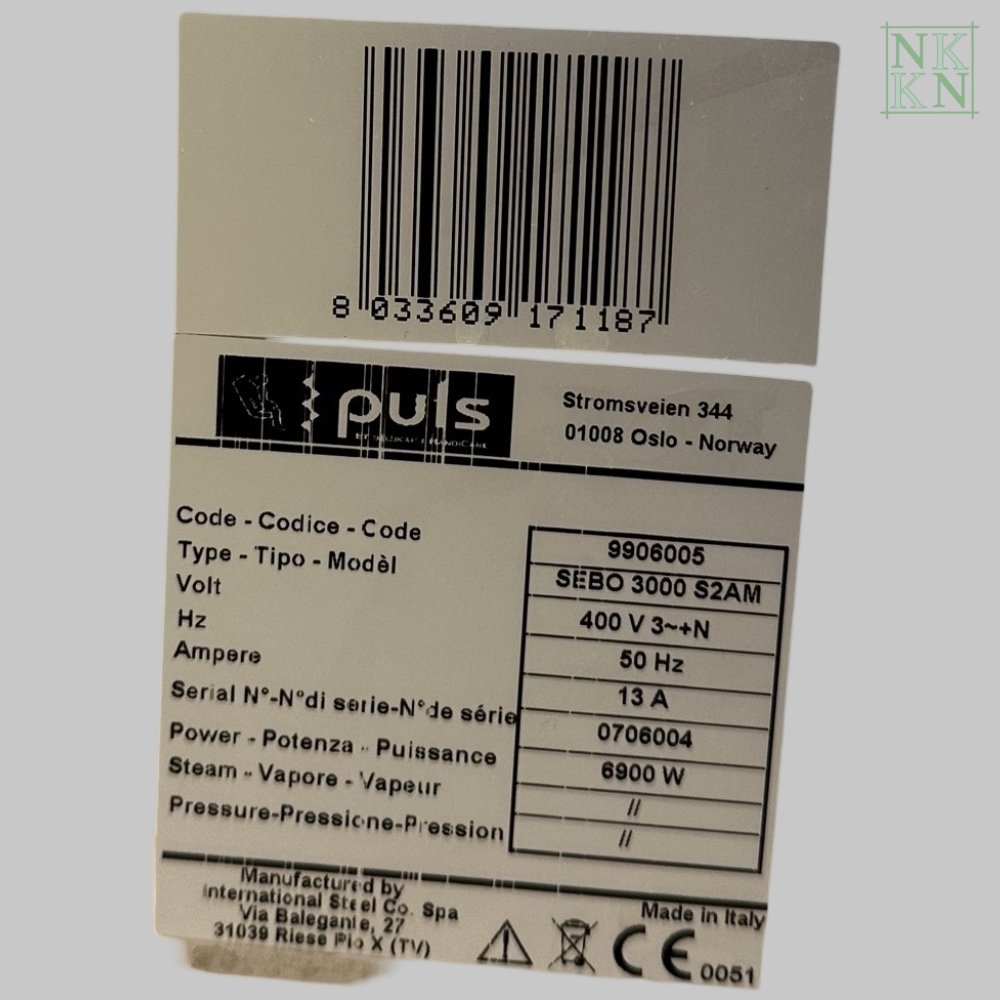 NK
KN
8 033609 171187
puls
Stromsveien 344
01008 Oslo - Norway
Code - Codice - Code 9906005
Type - Tipo - Modèl SEBO 3000 S2AM
Volt 400 V 3~+N
Hz 50 Hz
Ampere 13 A
Serial N°-N°di serie-N°de série 0706004
Power - Potenza - Puissance 6900 W
Steam - Vapore - Vapeur //
Pressure-Pressione-Pression //
Manufactured by
International Steel Co. Spa
Via Balegante, 27
31039 Riese Pio X (TV)
Made in Italy
CE 0051